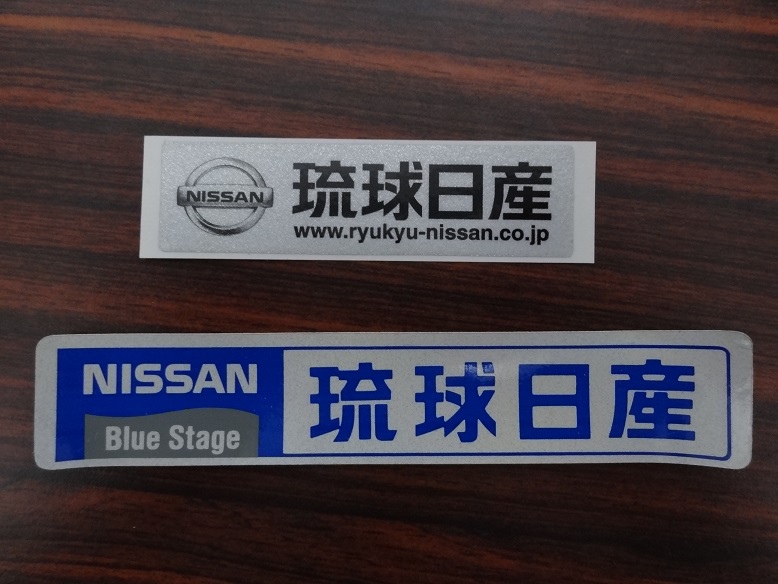 NISSAN
琉球日産
www.ryukyu-nissan.co.jp
NISSAN
Blue Stage
琉球日産